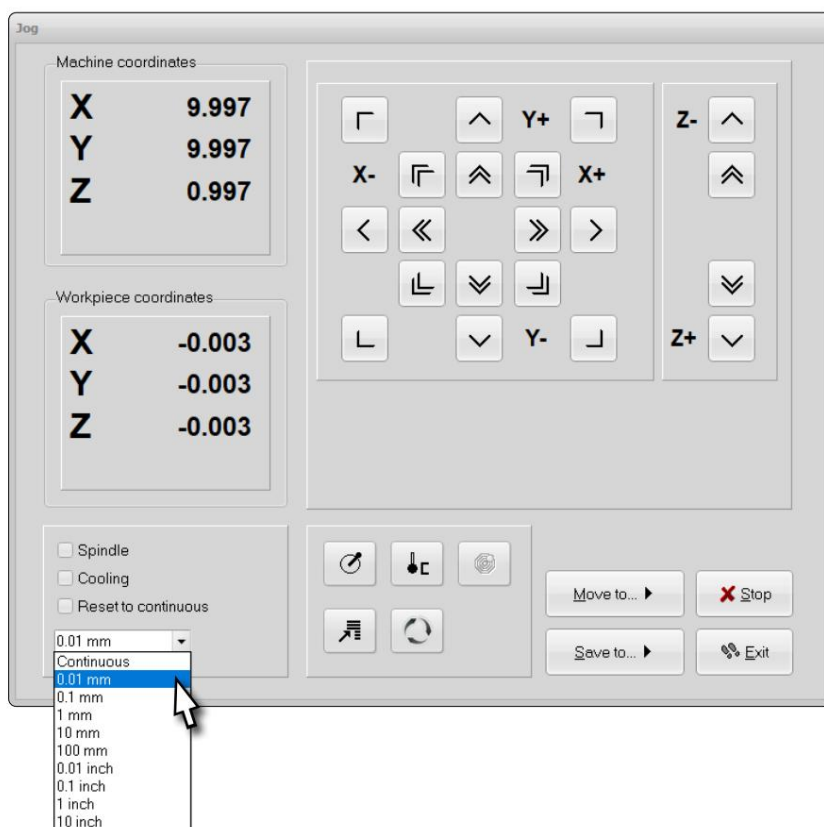 Jog
Machine coordinates
X 9.997
Y 9.997
Z 0.997
Workpiece coordinates
X -0.003
Y -0.003
Z -0.003
Y+
X-
X+
Y-
Z-
Z+
Spindle
Cooling
Reset to continuous
0.01 mm
Continuous
0.01 mm
0.1 mm
1 mm
10 mm
100 mm
0.01 inch
0.1 inch
1 inch
10 inch
C
Move to...
Stop
Save to...
Exit